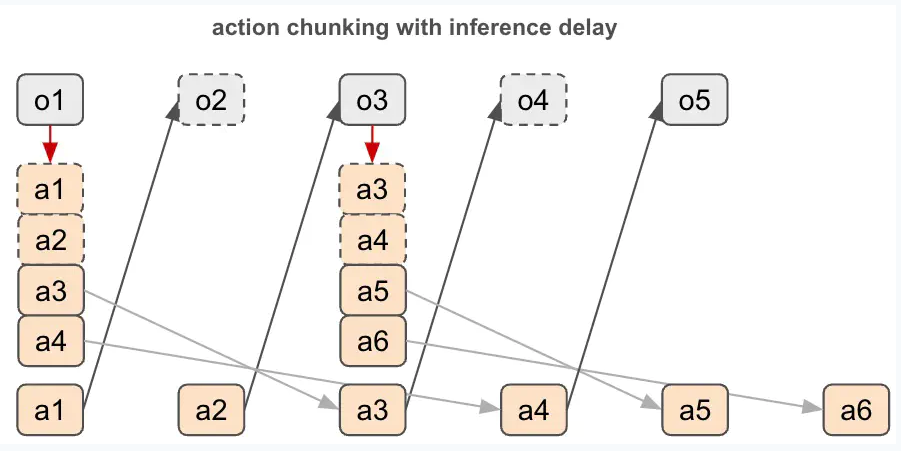 action chunking with inference delay
o1 o2 o3 o4 o5
a1 a3
a2 a4
a3 a5
a4 a6
a1 a2 a3 a4 a5 a6